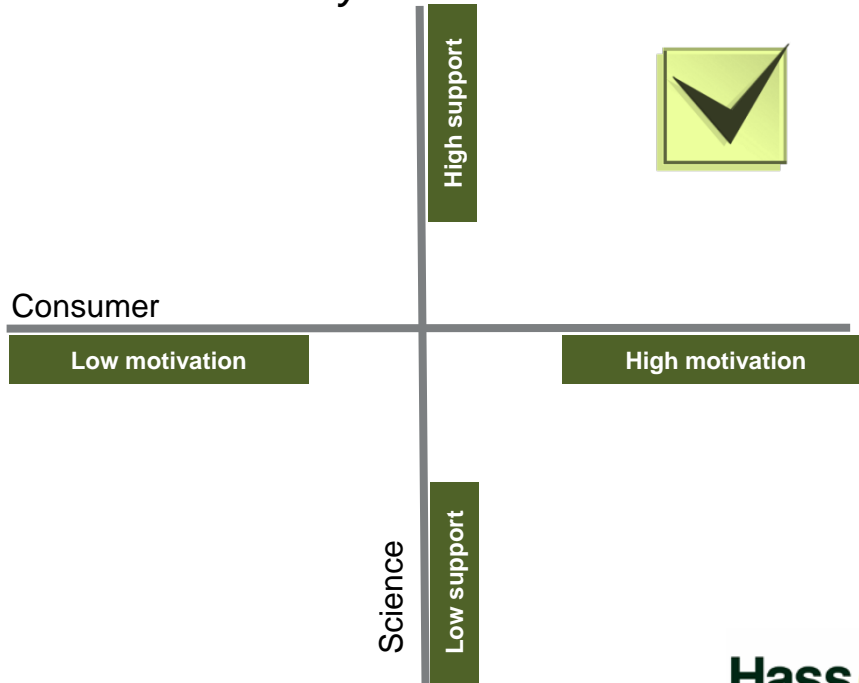 High support
Consumer
Low motivation
High motivation
Science
Low support
Hass